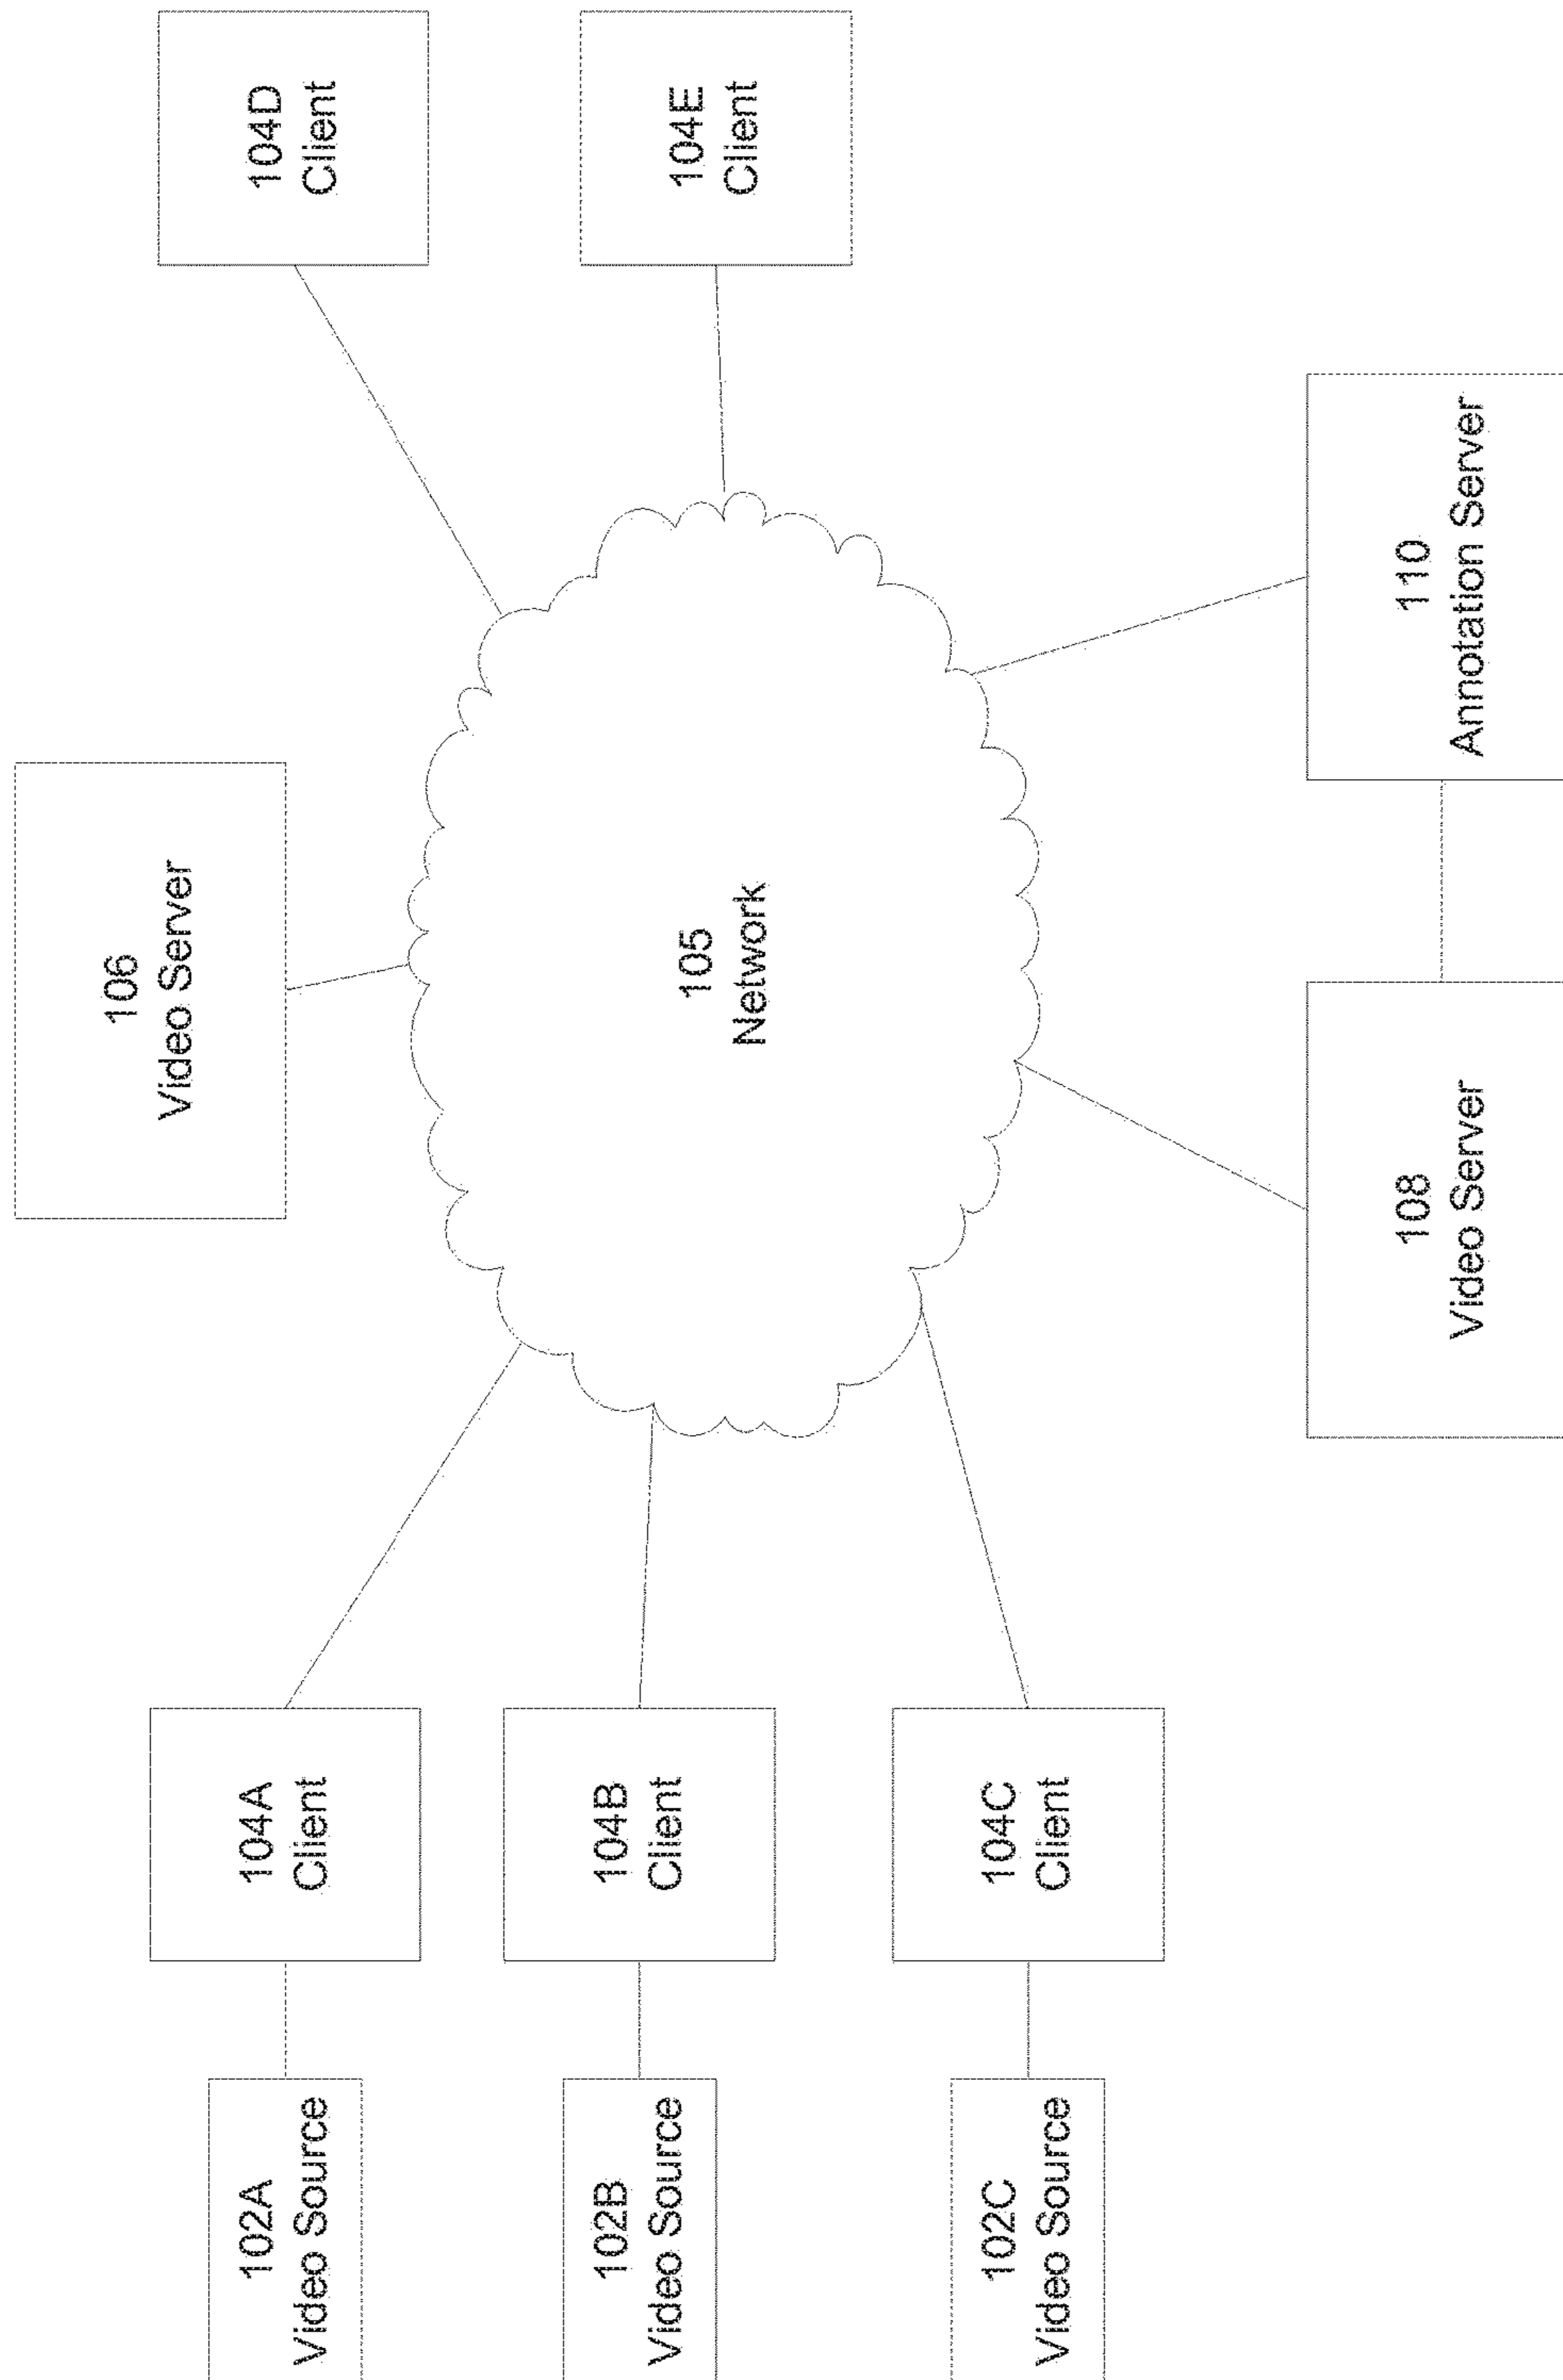 102A
Video Source
104A
Client
106
Video Server
104D
Client
102B
Video Source
104B
Client
105
Network
104E
Client
102C
Video Source
104C
Client
108
Video Server
110
Annotation Server